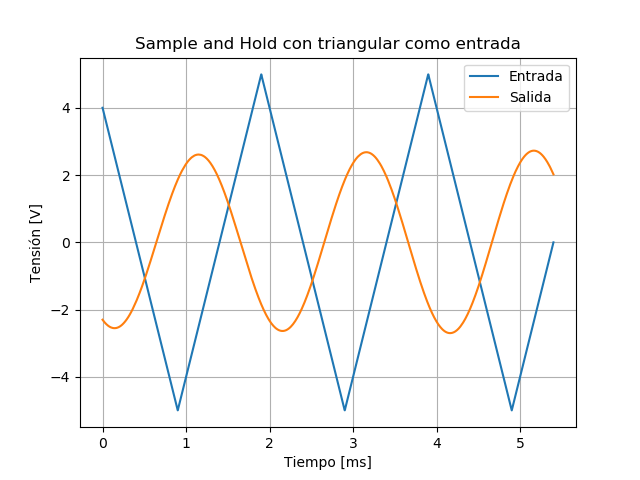 Sample and Hold con triangular como entrada
Entrada
Salida
Tensión [V]
4
2
0
−2
−4
0 1 2 3 4 5
Tiempo [ms]